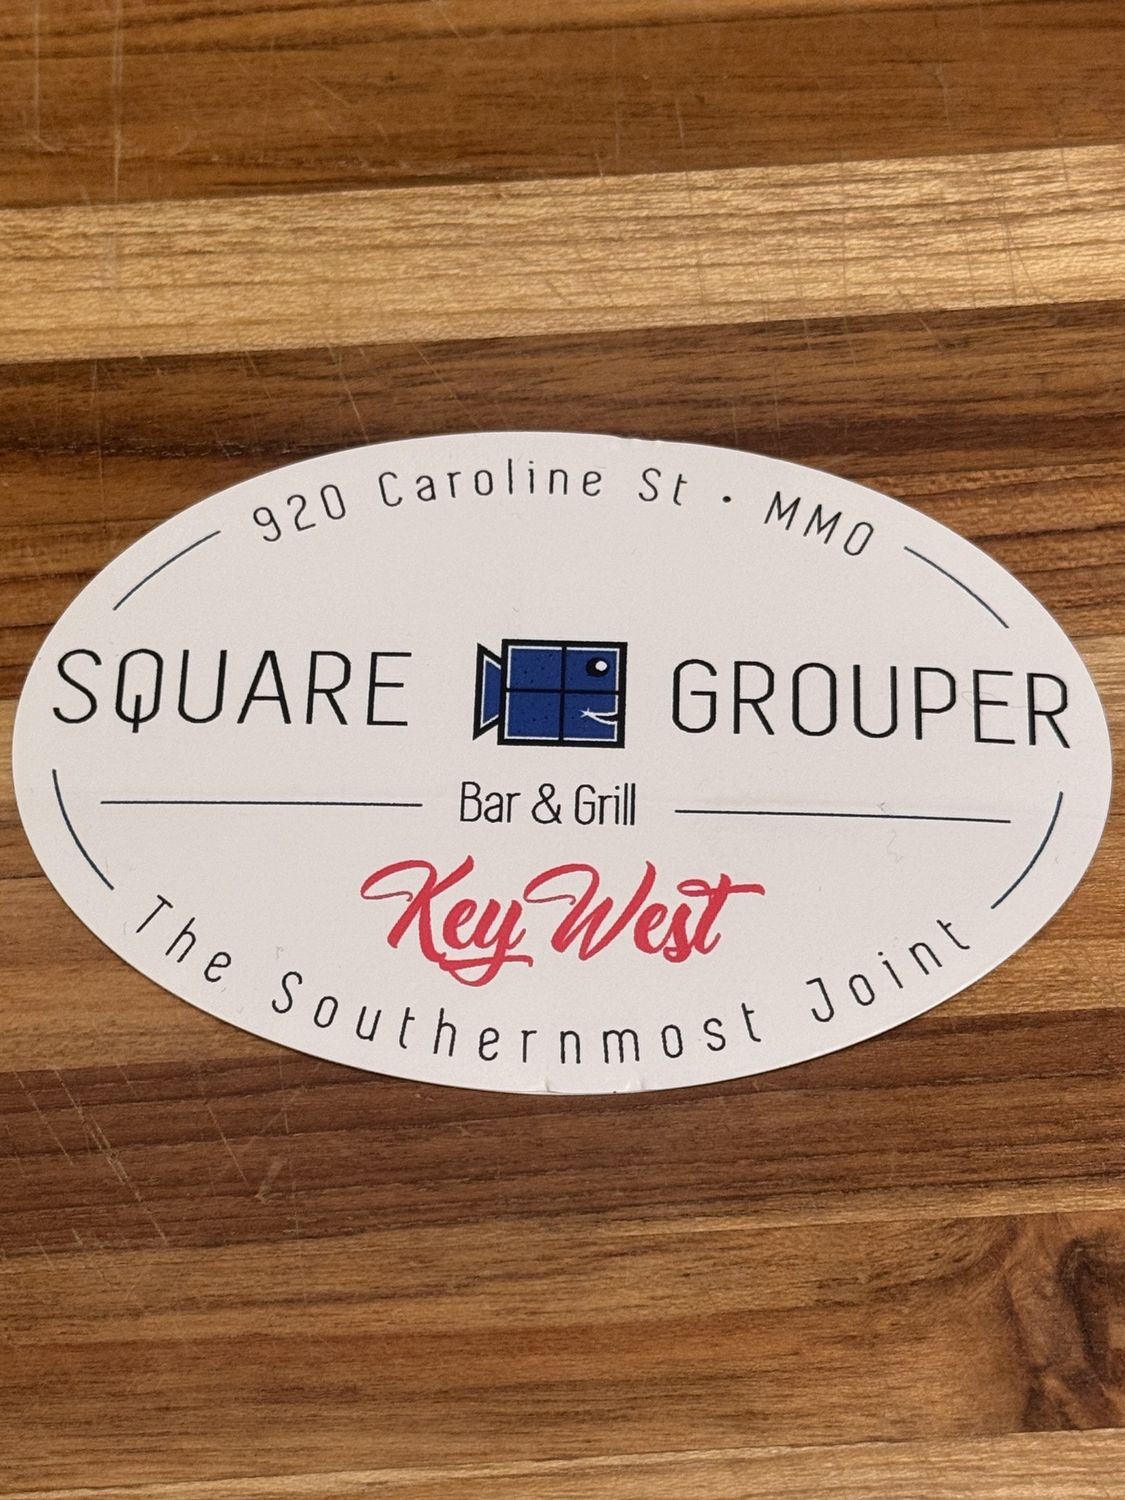 920 Caroline St • MMO
SQUARE GROUPER
Bar & Grill
Key West
The Southernmost Joint